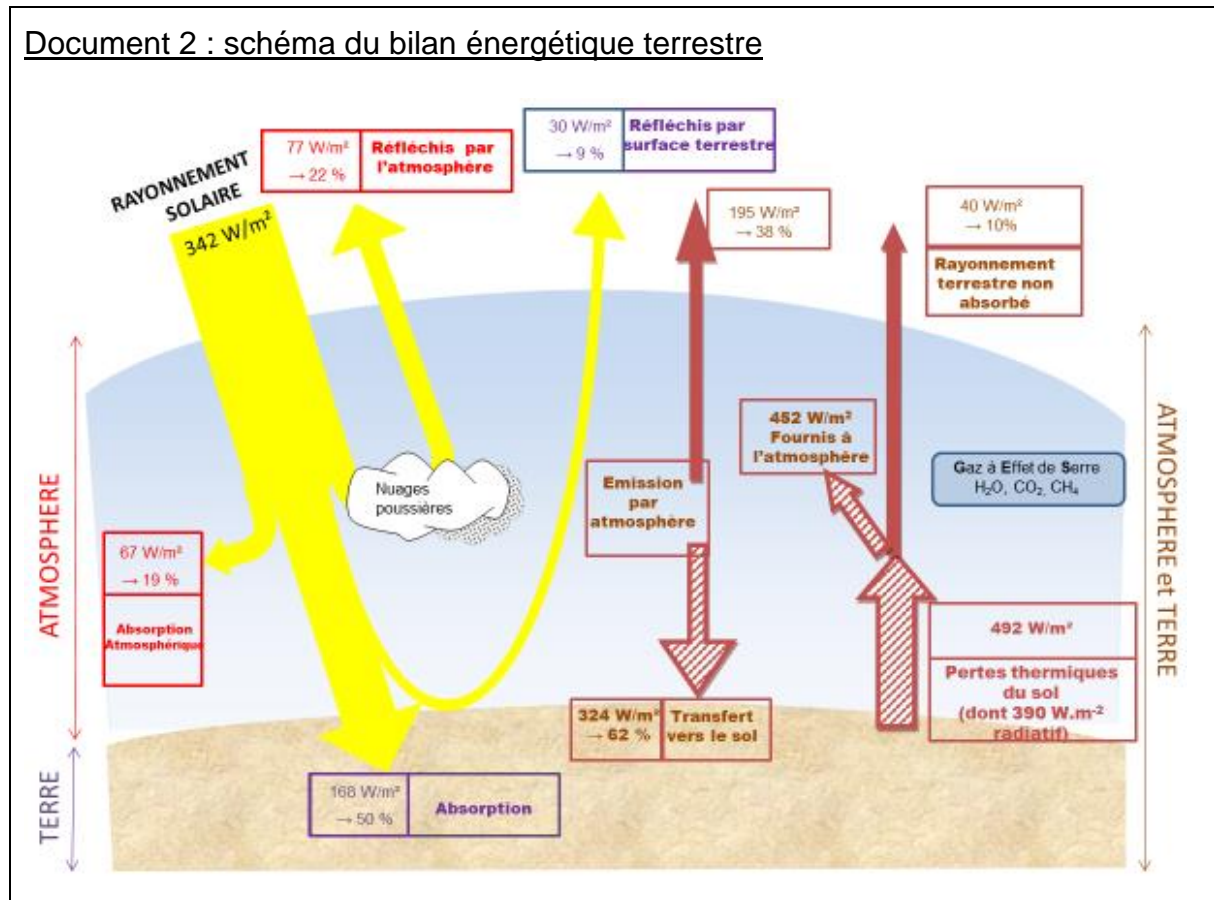 Document 2 : schéma du bilan énergétique terrestre
RAYONNEMENT
SOLAIRE
342 W/m²
77 W/m²
→ 22 %
Réfléchis par
l'atmosphère
30 W/m²
→ 9 %
Réfléchis par
surface terrestre
195 W/m²
→ 38 %
40 W/m²
→ 10%
Rayonnement
terrestre non
absorbé
ATMOSPHERE
TERRE
Nuages
poussières
67 W/m²
→ 19 %
Absorption
Atmosphérique
Emission
par
atmosphère
452 W/m²
Fournis à
l'atmosphère
Gaz à Effet de Serre
H₂O, CO₂, CH₄
492 W/m²
Pertes thermiques
du sol
(dont 390 W.m⁻²
radiatif)
324 W/m²
→ 62 %
Transfert
vers le sol
168 W/m²
→ 50 %
Absorption
ATMOSPHERE et TERRE